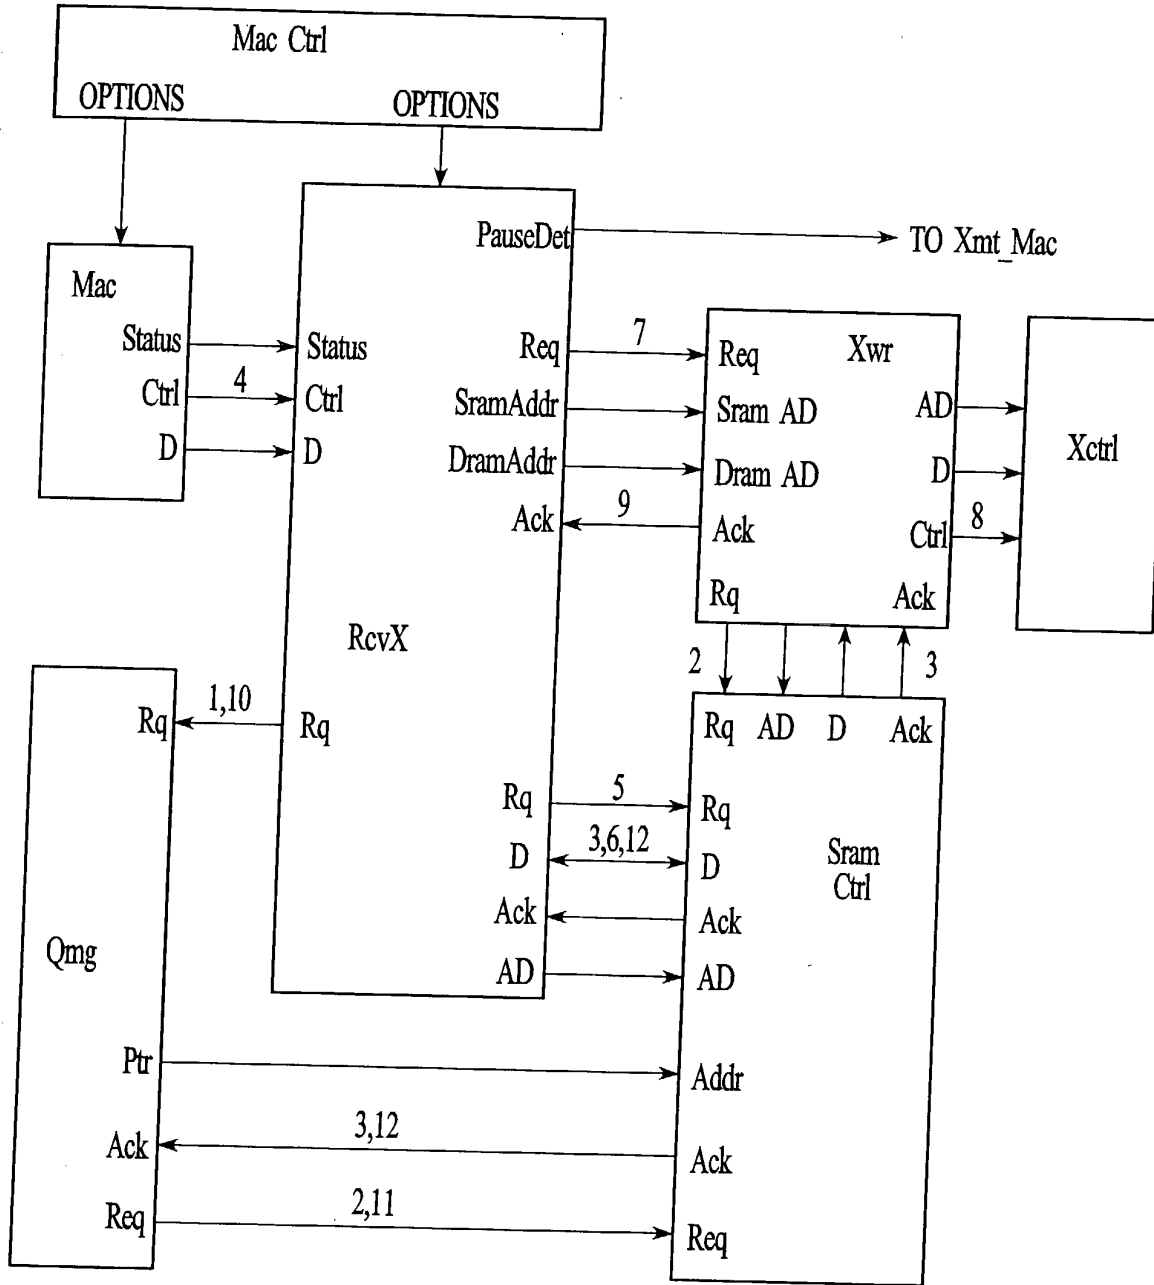 Mac Ctrl
OPTIONS
OPTIONS
PauseDet
TO Xmt_Mac
Mac
Status
Ctrl
D
4
Status
Ctrl
D
Req
SramAddr
DramAddr
Ack
7
9
Req
Xwr
Sram AD
Dram AD
Ack
Rq
AD
D
Ctrl
Ack
8
Xctrl
RcvX
2
3
1,10
Rq
Rq
Rq
AD
D
Ack
Rq
D
Ack
AD
5
3,6,12
Rq
D
Ack
AD
Sram
Ctrl
Qmg
Ptr
Addr
Ack
3,12
Ack
Req
2,11
Req